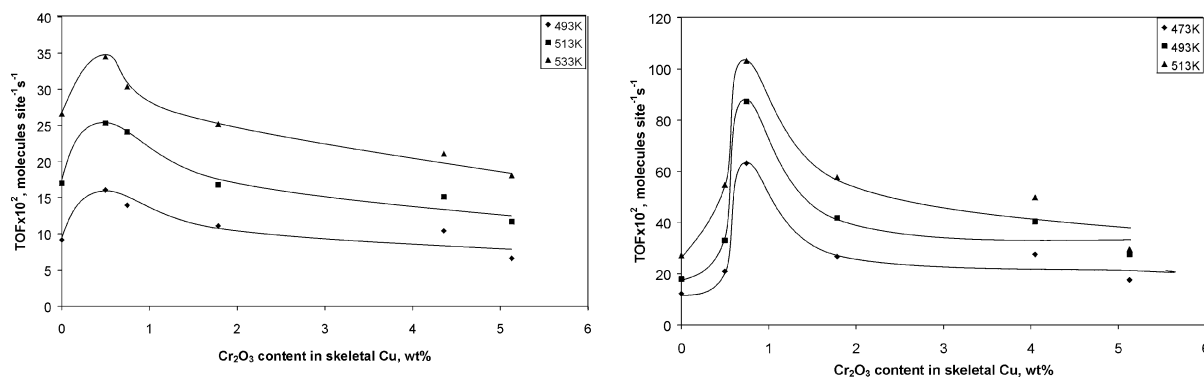 40
35
30
25
20
15
10
5
0
TOFx10², molecules site⁻¹s⁻¹
0 1 2 3 4 5 6
Cr₂O₃ content in skeletal Cu, wt%
493K
513K
533K
120
100
80
60
40
20
0
TOFx10², molecules site⁻¹s⁻¹
0 1 2 3 4 5 6
Cr₂O₃ content in skeletal Cu, wt%
473K
493K
513K